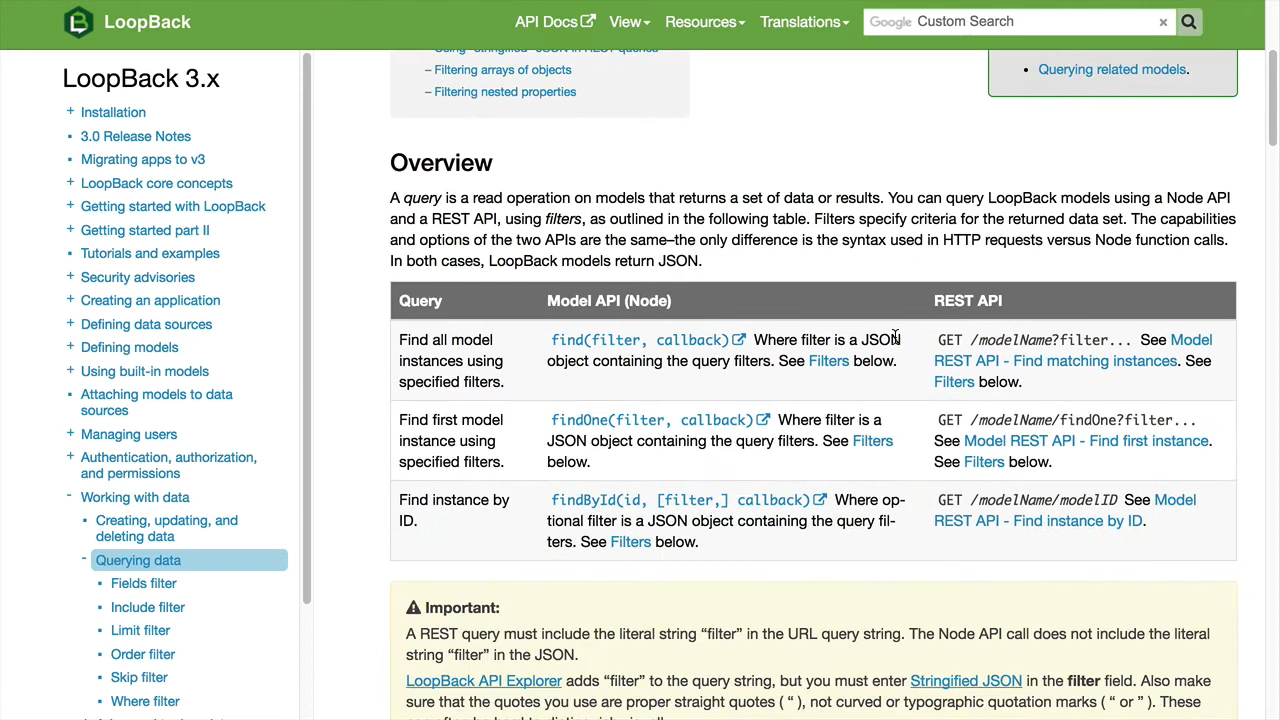 LoopBack
API Docs
View
Resources
Translations
Google Custom Search
×
LoopBack 3.x
+ Installation
▪ 3.0 Release Notes
▪ Migrating apps to v3
+ LoopBack core concepts
+ Getting started with LoopBack
+ Getting started part II
▪ Tutorials and examples
+ Security advisories
+ Creating an application
+ Defining data sources
+ Defining models
+ Using built-in models
▪ Attaching models to data
sources
+ Managing users
+ Authentication, authorization,
and permissions
- Working with data
▪ Creating, updating, and
deleting data
- Querying data
▪ Fields filter
▪ Include filter
▪ Limit filter
▪ Order filter
▪ Skip filter
▪ Where filter
– Using “stringified” JSON in REST queries
– Filtering arrays of objects
– Filtering nested properties
• Querying related models.
Overview
A query is a read operation on models that returns a set of data or results. You can query LoopBack models using a Node API
and a REST API, using filters, as outlined in the following table. Filters specify criteria for the returned data set. The capabilities
and options of the two APIs are the same–the only difference is the syntax used in HTTP requests versus Node function calls.
In both cases, LoopBack models return JSON.
Query
Model API (Node)
REST API
Find all model
instances using
specified filters.
find(filter, callback) Where filter is a JSON
object containing the query filters. See Filters below.
GET /modelName?filter... See Model
REST API - Find matching instances. See
Filters below.
Find first model
instance using
specified filters.
findOne(filter, callback) Where filter is a
JSON object containing the query filters. See Filters
below.
GET /modelName/findOne?filter...
See Model REST API - Find first instance.
See Filters below.
Find instance by
ID.
findById(id, [filter,] callback) Where op-
tional filter is a JSON object containing the query fil-
ters. See Filters below.
GET /modelName/modelID See Model
REST API - Find instance by ID.
Important:
A REST query must include the literal string “filter” in the URL query string. The Node API call does not include the literal
string “filter” in the JSON.
LoopBack API Explorer adds “filter” to the query string, but you must enter Stringified JSON in the filter field. Also make
sure that the quotes you use are proper straight quotes ( “ ), not curved or typographic quotation marks ( “ or ” ). These